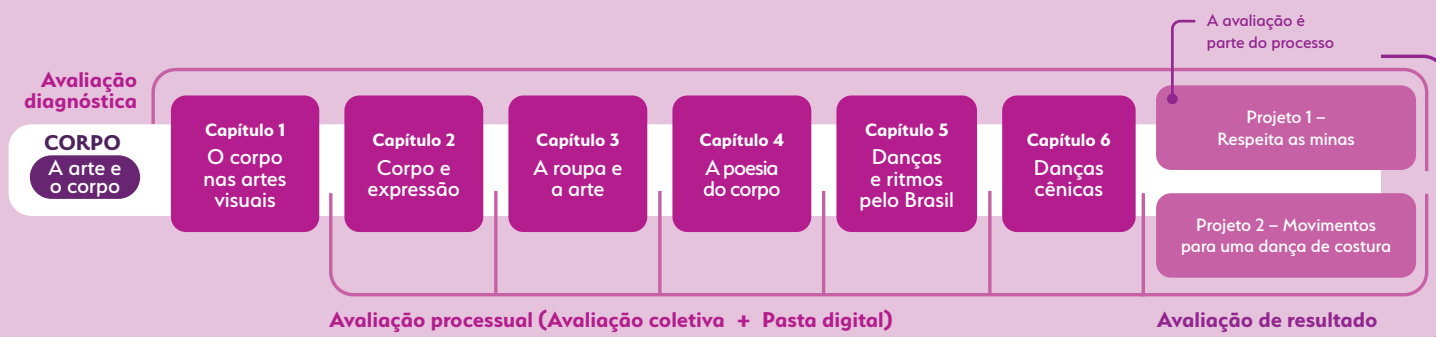 A avaliação é
parte do processo
Avaliação
diagnóstica
CORPO
A arte e
o corpo
Capítulo 1
O corpo
nas artes
visuais
Capítulo 2
Corpo e
expressão
Capítulo 3
A roupa e
a arte
Capítulo 4
A poesia
do corpo
Capítulo 5
Danças
e ritmos
pelo Brasil
Capítulo 6
Danças
cênicas
Projeto 1 –
Respeita as minas
Projeto 2 – Movimentos
para uma dança de costura
Avaliação processual (Avaliação coletiva + Pasta digital)
Avaliação de resultado